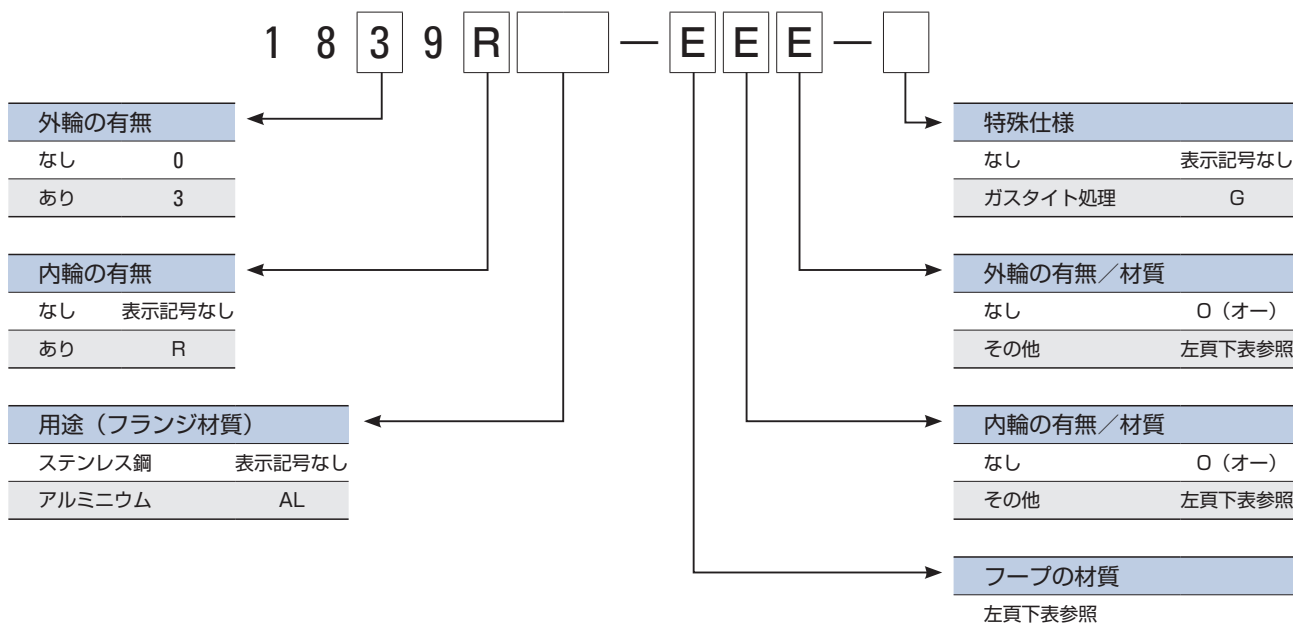 1 8 3 9 R — E E E —
外輪の有無
なし 0
あり 3
内輪の有無
なし 表示記号なし
あり R
用途（フランジ材質）
ステンレス鋼 表示記号なし
アルミニウム AL
特殊仕様
なし 表示記号なし
ガスタイト処理 G
外輪の有無／材質
なし O（オー）
その他 左頁下表参照
内輪の有無／材質
なし O（オー）
その他 左頁下表参照
フープの材質
左頁下表参照